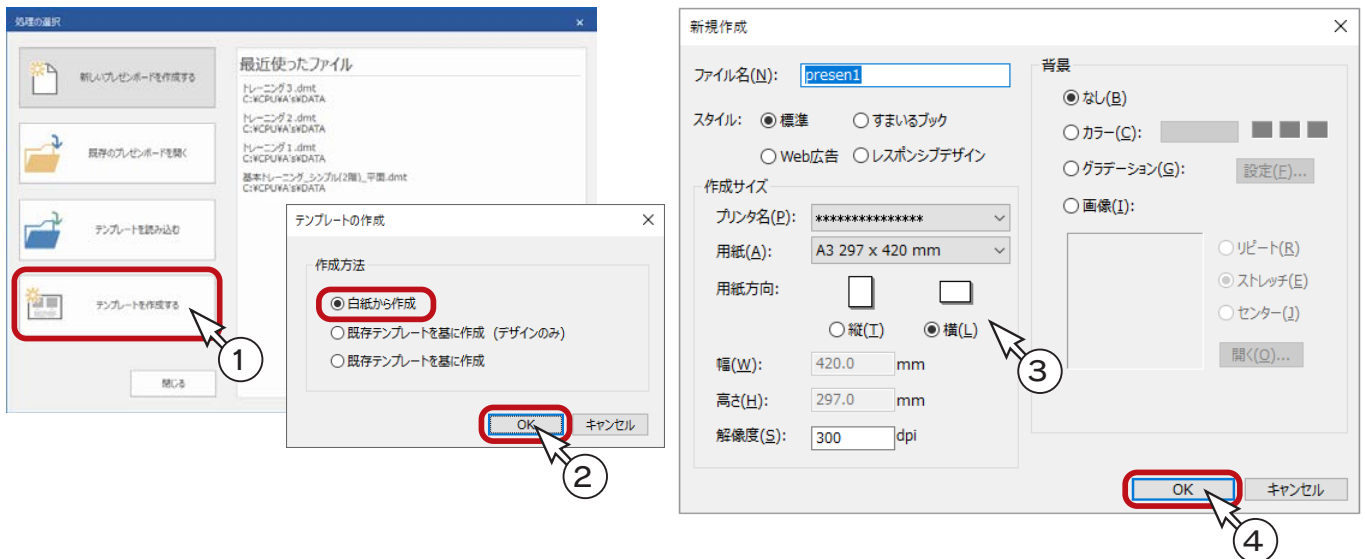 処理の選択
新しいプレゼンボードを作成する
既存のプレゼンボードを開く
テンプレートを読み込む
テンプレートを作成する
閉じる
最近使ったファイル
トレーニング3.dmt
C:¥CPU¥A's¥DATA
トレーニング2.dmt
C:¥CPU¥A's¥DATA
トレーニング1.dmt
C:¥CPU¥A's¥DATA
基本トレーニング_シンプル(2階)_平面.dmt
C:¥CPU¥A's¥DATA
1
テンプレートの作成
作成方法
白紙から作成
既存テンプレートを基に作成 (デザインのみ)
既存テンプレートを基に作成
OK
キャンセル
2
新規作成
ファイル名(N): presen1
スタイル: 標準 すまいるブック
Web広告 レスポンシブデザイン
作成サイズ
プリンタ名(P): ***************
用紙(A): A3 297 x 420 mm
用紙方向:
縦(T) 横(L)
幅(W): 420.0 mm
高さ(H): 297.0 mm
解像度(S): 300 dpi
3
背景
なし(B)
カラー(C):
グラデーション(G): 設定(F)...
画像(I):
リピート(R)
ストレッチ(E)
センター(J)
開く(O)...
OK
キャンセル
4